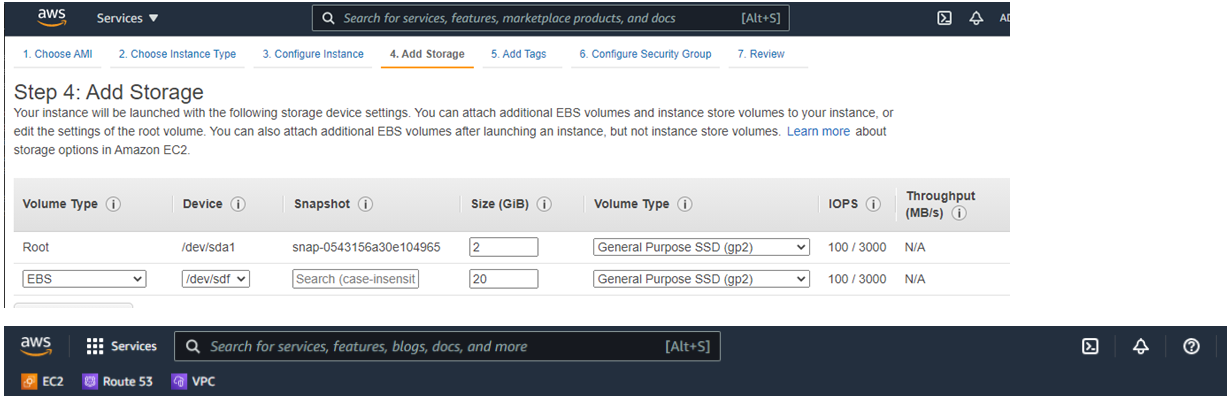 aws Services Search for services, features, marketplace products, and docs [Alt+S]
1. Choose AMI 2. Choose Instance Type 3. Configure Instance 4. Add Storage 5. Add Tags 6. Configure Security Group 7. Review
Step 4: Add Storage
Your instance will be launched with the following storage device settings. You can attach additional EBS volumes and instance store volumes to your instance, or
edit the settings of the root volume. You can also attach additional EBS volumes after launching an instance, but not instance store volumes. Learn more about
storage options in Amazon EC2.
Volume Type Device Snapshot Size (GiB) Volume Type IOPS Throughput
(MB/s)
Root /dev/sda1 snap-0543156a30e104965 2 General Purpose SSD (gp2) 100 / 3000 N/A
EBS /dev/sdf Search (case-insensit 20 General Purpose SSD (gp2) 100 / 3000 N/A
aws Services Search for services, features, blogs, docs, and more [Alt+S]
EC2 Route 53 VPC